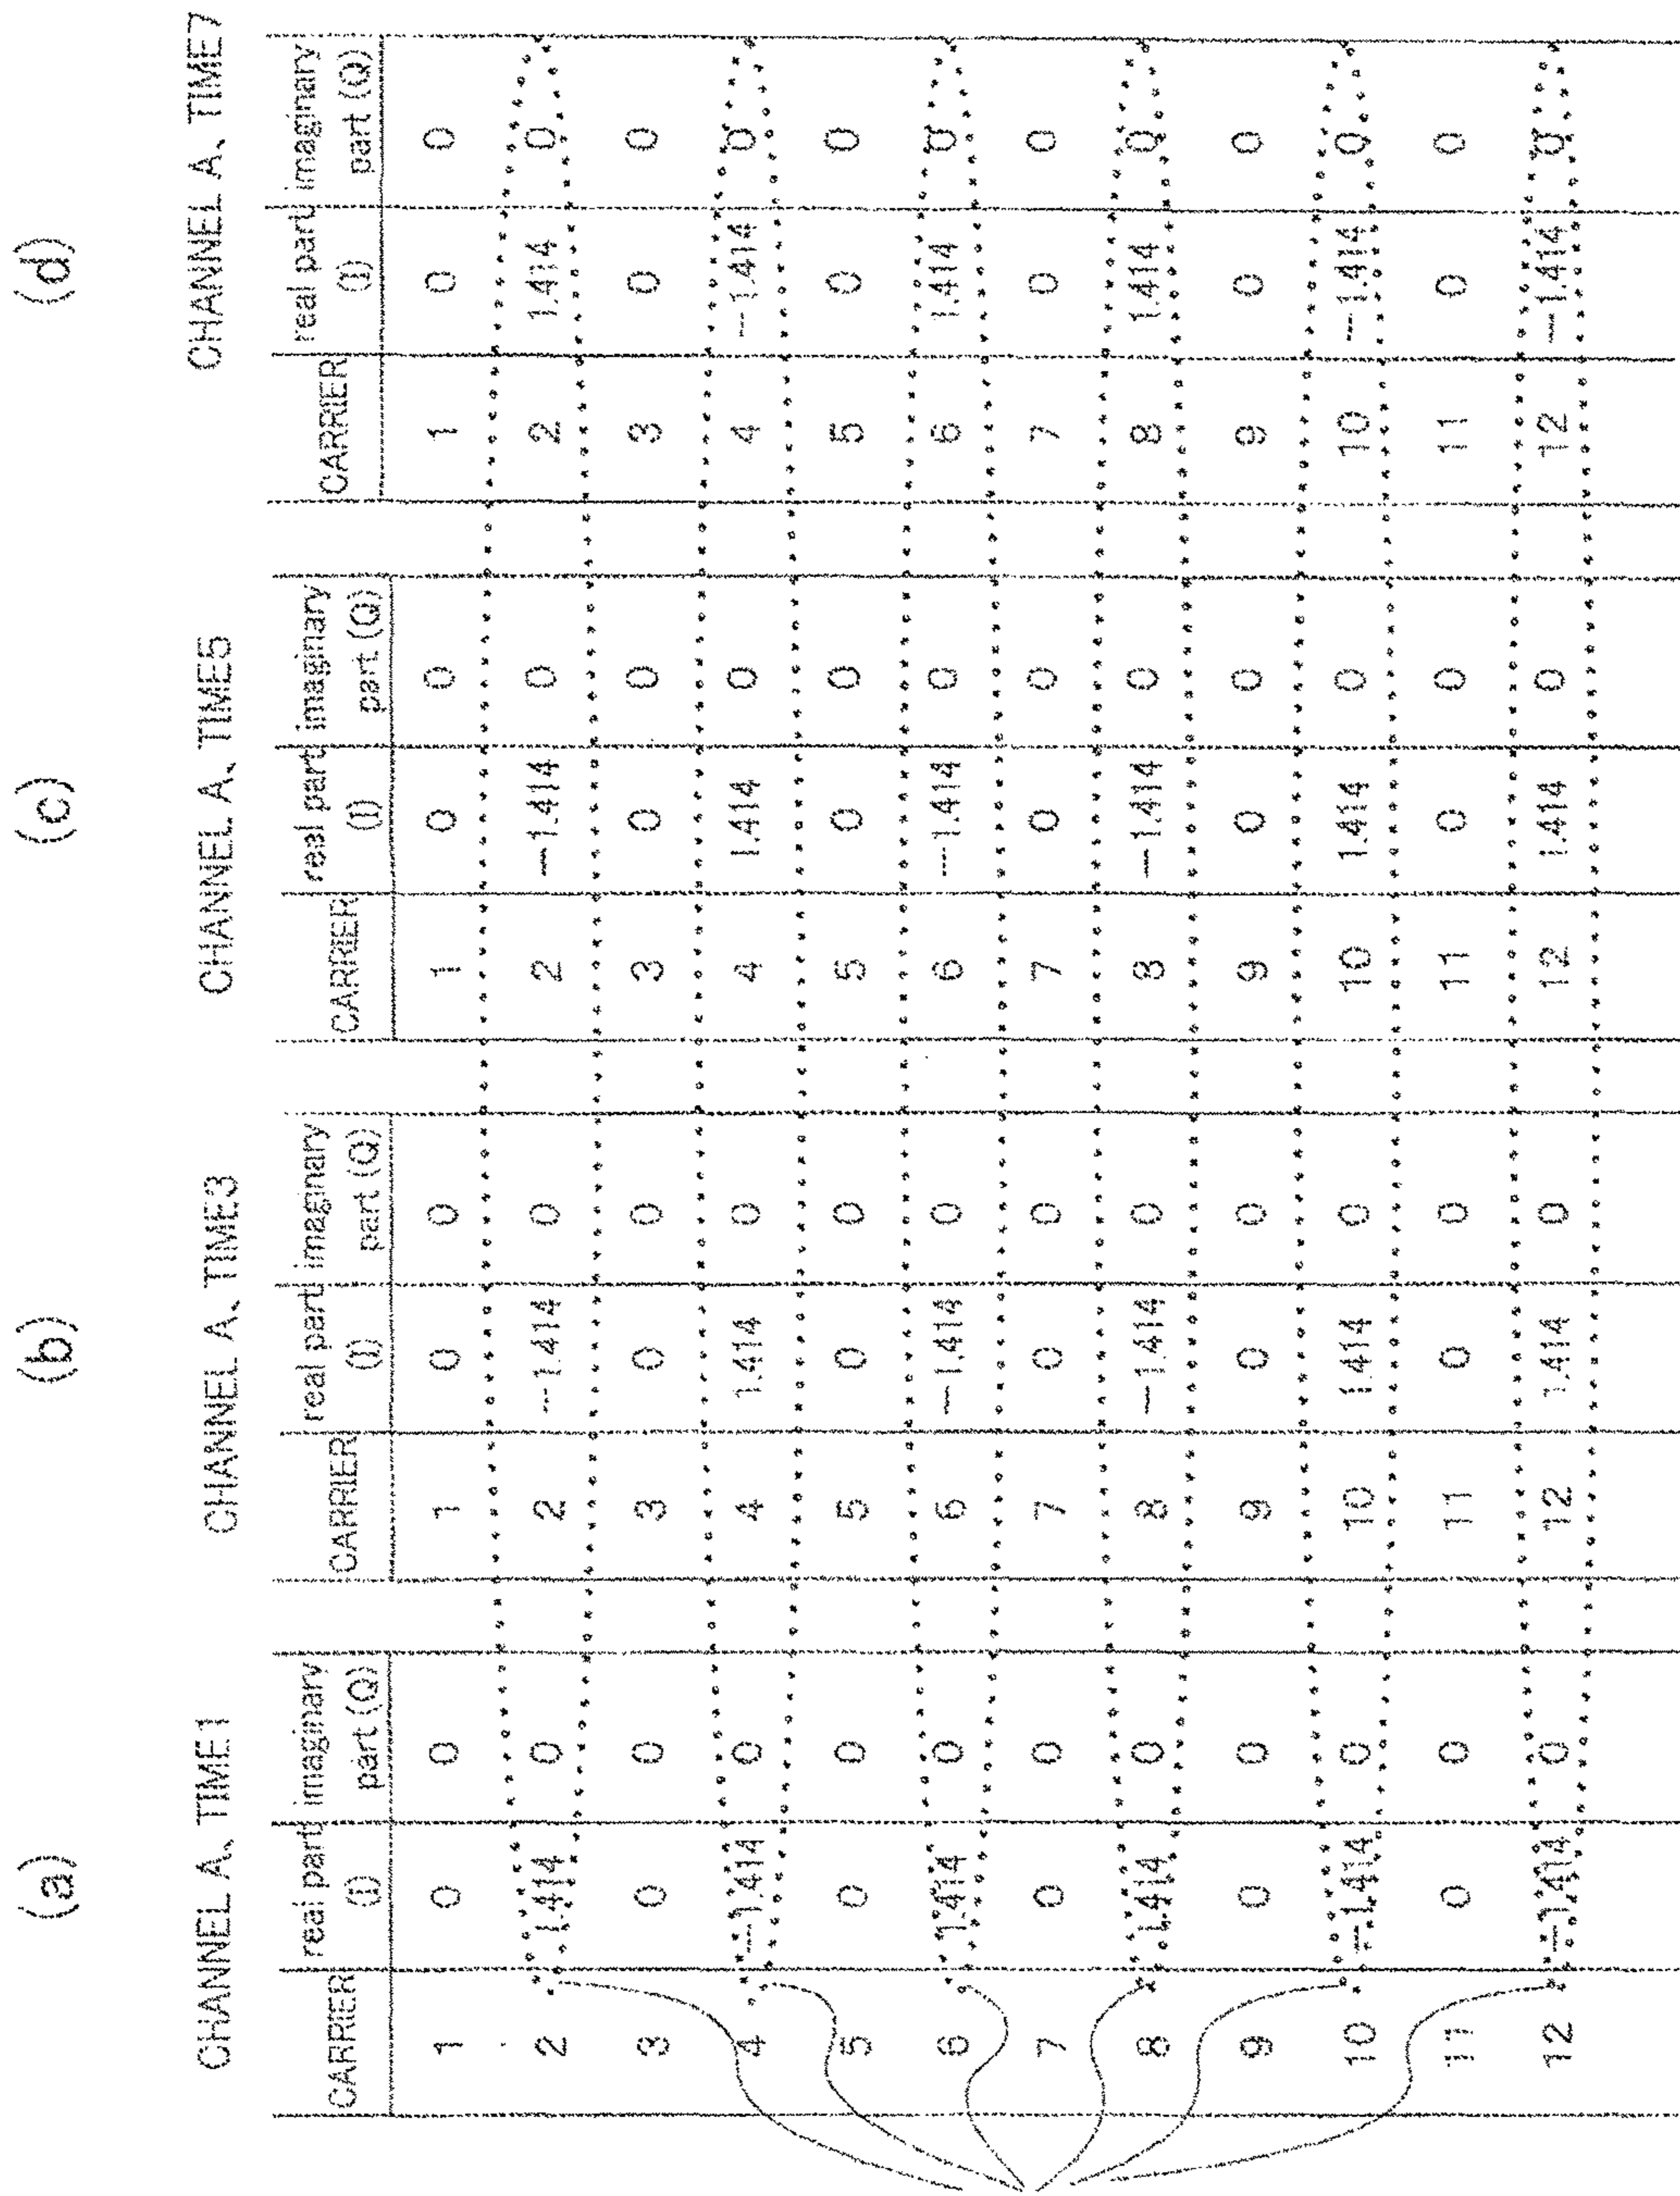 (a)
CHANNEL A, TIME1
CARRIER real part (I) imaginary part (Q)
1 0 0
2 1.414 0
3 0 0
4 —1.414 0
5 0 0
6 1.414 0
7 0 0
8 1.414 0
9 0 0
10 —1.414 0
11 0 0
12 —1.414 0
(b)
CHANNEL A, TIME3
CARRIER real part (I) imaginary part (Q)
1 0 0
2 —1.414 0
3 0 0
4 1.414 0
5 0 0
6 —1.414 0
7 0 0
8 —1.414 0
9 0 0
10 1.414 0
11 0 0
12 1.414 0
(c)
CHANNEL A, TIME5
CARRIER real part (I) imaginary part (Q)
1 0 0
2 —1.414 0
3 0 0
4 1.414 0
5 0 0
6 —1.414 0
7 0 0
8 —1.414 0
9 0 0
10 1.414 0
11 0 0
12 1.414 0
(d)
CHANNEL A, TIME7
CARRIER real part (I) imaginary part (Q)
1 0 0
2 1.414 0
3 0 0
4 —1.414 0
5 0 0
6 1.414 0
7 0 0
8 1.414 0
9 0 0
10 —1.414 0
11 0 0
12 —1.414 0